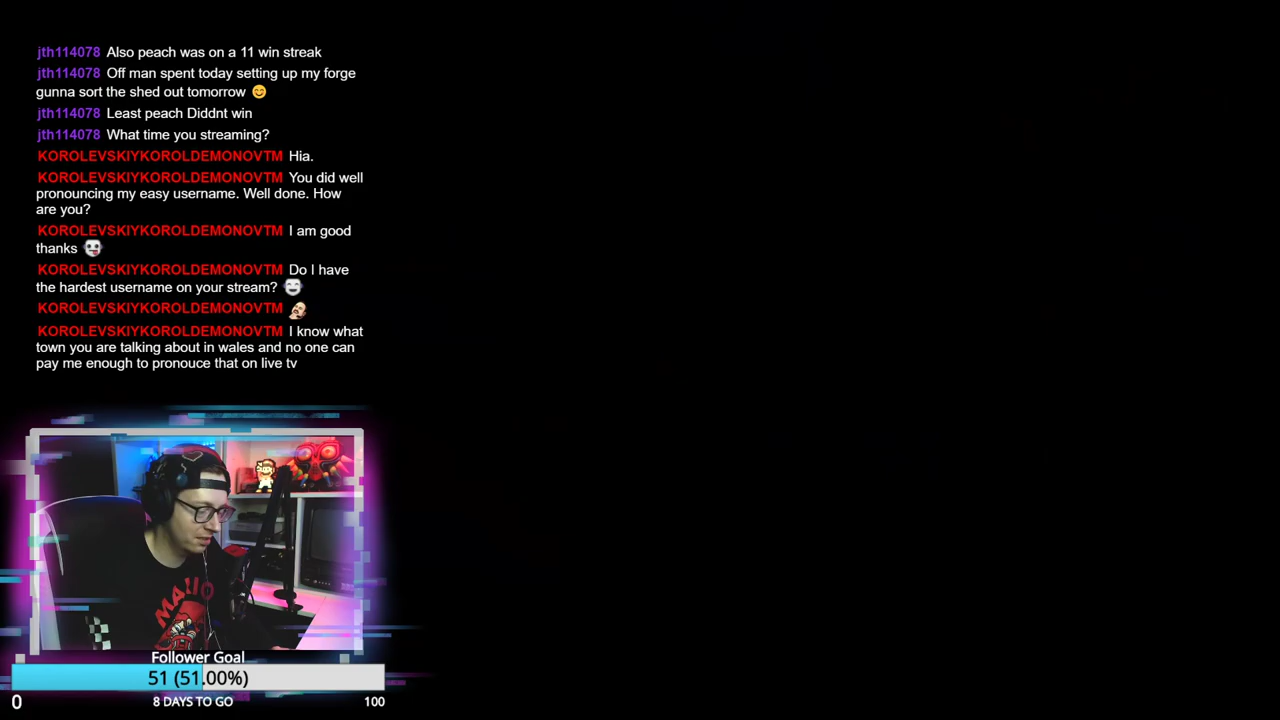 jth114078 Also peach was on a 11 win streak
jth114078 Off man spent today setting up my forge
gunna sort the shed out tomorrow
jth114078 Least peach Diddnt win
jth114078 What time you streaming?
KOROLEVSKIYKOROLDEMONOVTM Hia.
KOROLEVSKIYKOROLDEMONOVTM You did well
pronouncing my easy username. Well done. How
are you?
KOROLEVSKIYKOROLDEMONOVTM I am good
thanks
KOROLEVSKIYKOROLDEMONOVTM Do I have
the hardest username on your stream?
KOROLEVSKIYKOROLDEMONOVTM
KOROLEVSKIYKOROLDEMONOVTM I know what
town you are talking about in wales and no one can
pay me enough to pronouce that on live tv
MARIO
Follower Goal
51 (51.00%)
0 8 DAYS TO GO 100